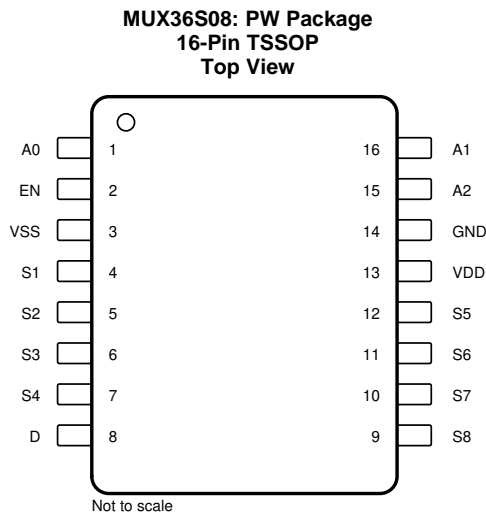 MUX36S08: PW Package
16-Pin TSSOP
Top View
A0 1 16 A1
EN 2 15 A2
VSS 3 14 GND
S1 4 13 VDD
S2 5 12 S5
S3 6 11 S6
S4 7 10 S7
D 8 9 S8
Not to scale